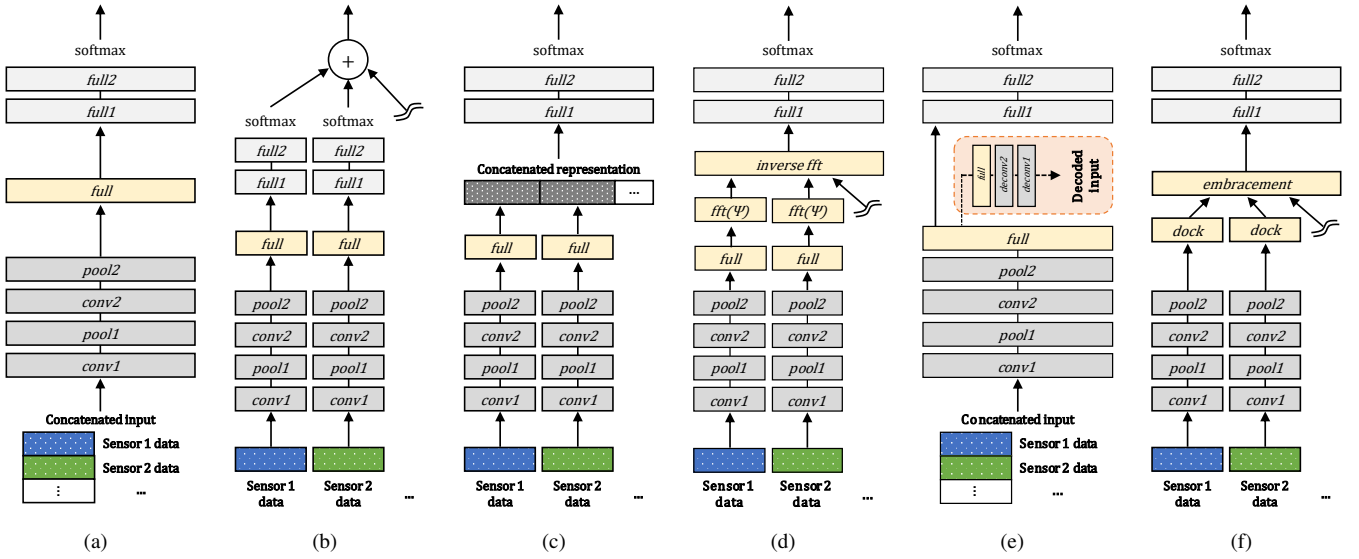 softmax
full2
full1
full
pool2
conv2
pool1
conv1
Concatenated input
Sensor 1 data
Sensor 2 data
⋮ ...
(a)
+
softmax softmax
full2 full2
full1 full1
full full
pool2 pool2
conv2 conv2
pool1 pool1
conv1 conv1
Sensor 1 Sensor 2
data data ...
(b)
softmax
full2
full1
Concatenated representation
...
full full
pool2 pool2
conv2 conv2
pool1 pool1
conv1 conv1
Sensor 1 Sensor 2
data data ...
(c)
softmax
full2
full1
inverse fft
fft(Ψ) fft(Ψ)
full full
pool2 pool2
conv2 conv2
pool1 pool1
conv1 conv1
Sensor 1 Sensor 2
data data ...
(d)
softmax
full2
full1
full
deconv2
deconv1
Decoded
input
full
pool2
conv2
pool1
conv1
Concatenated input
Sensor 1 data
Sensor 2 data
⋮ ...
(e)
softmax
full2
full1
embracement
dock dock
pool2 pool2
conv2 conv2
pool1 pool1
conv1 conv1
Sensor 1 Sensor 2
data data ...
(f)